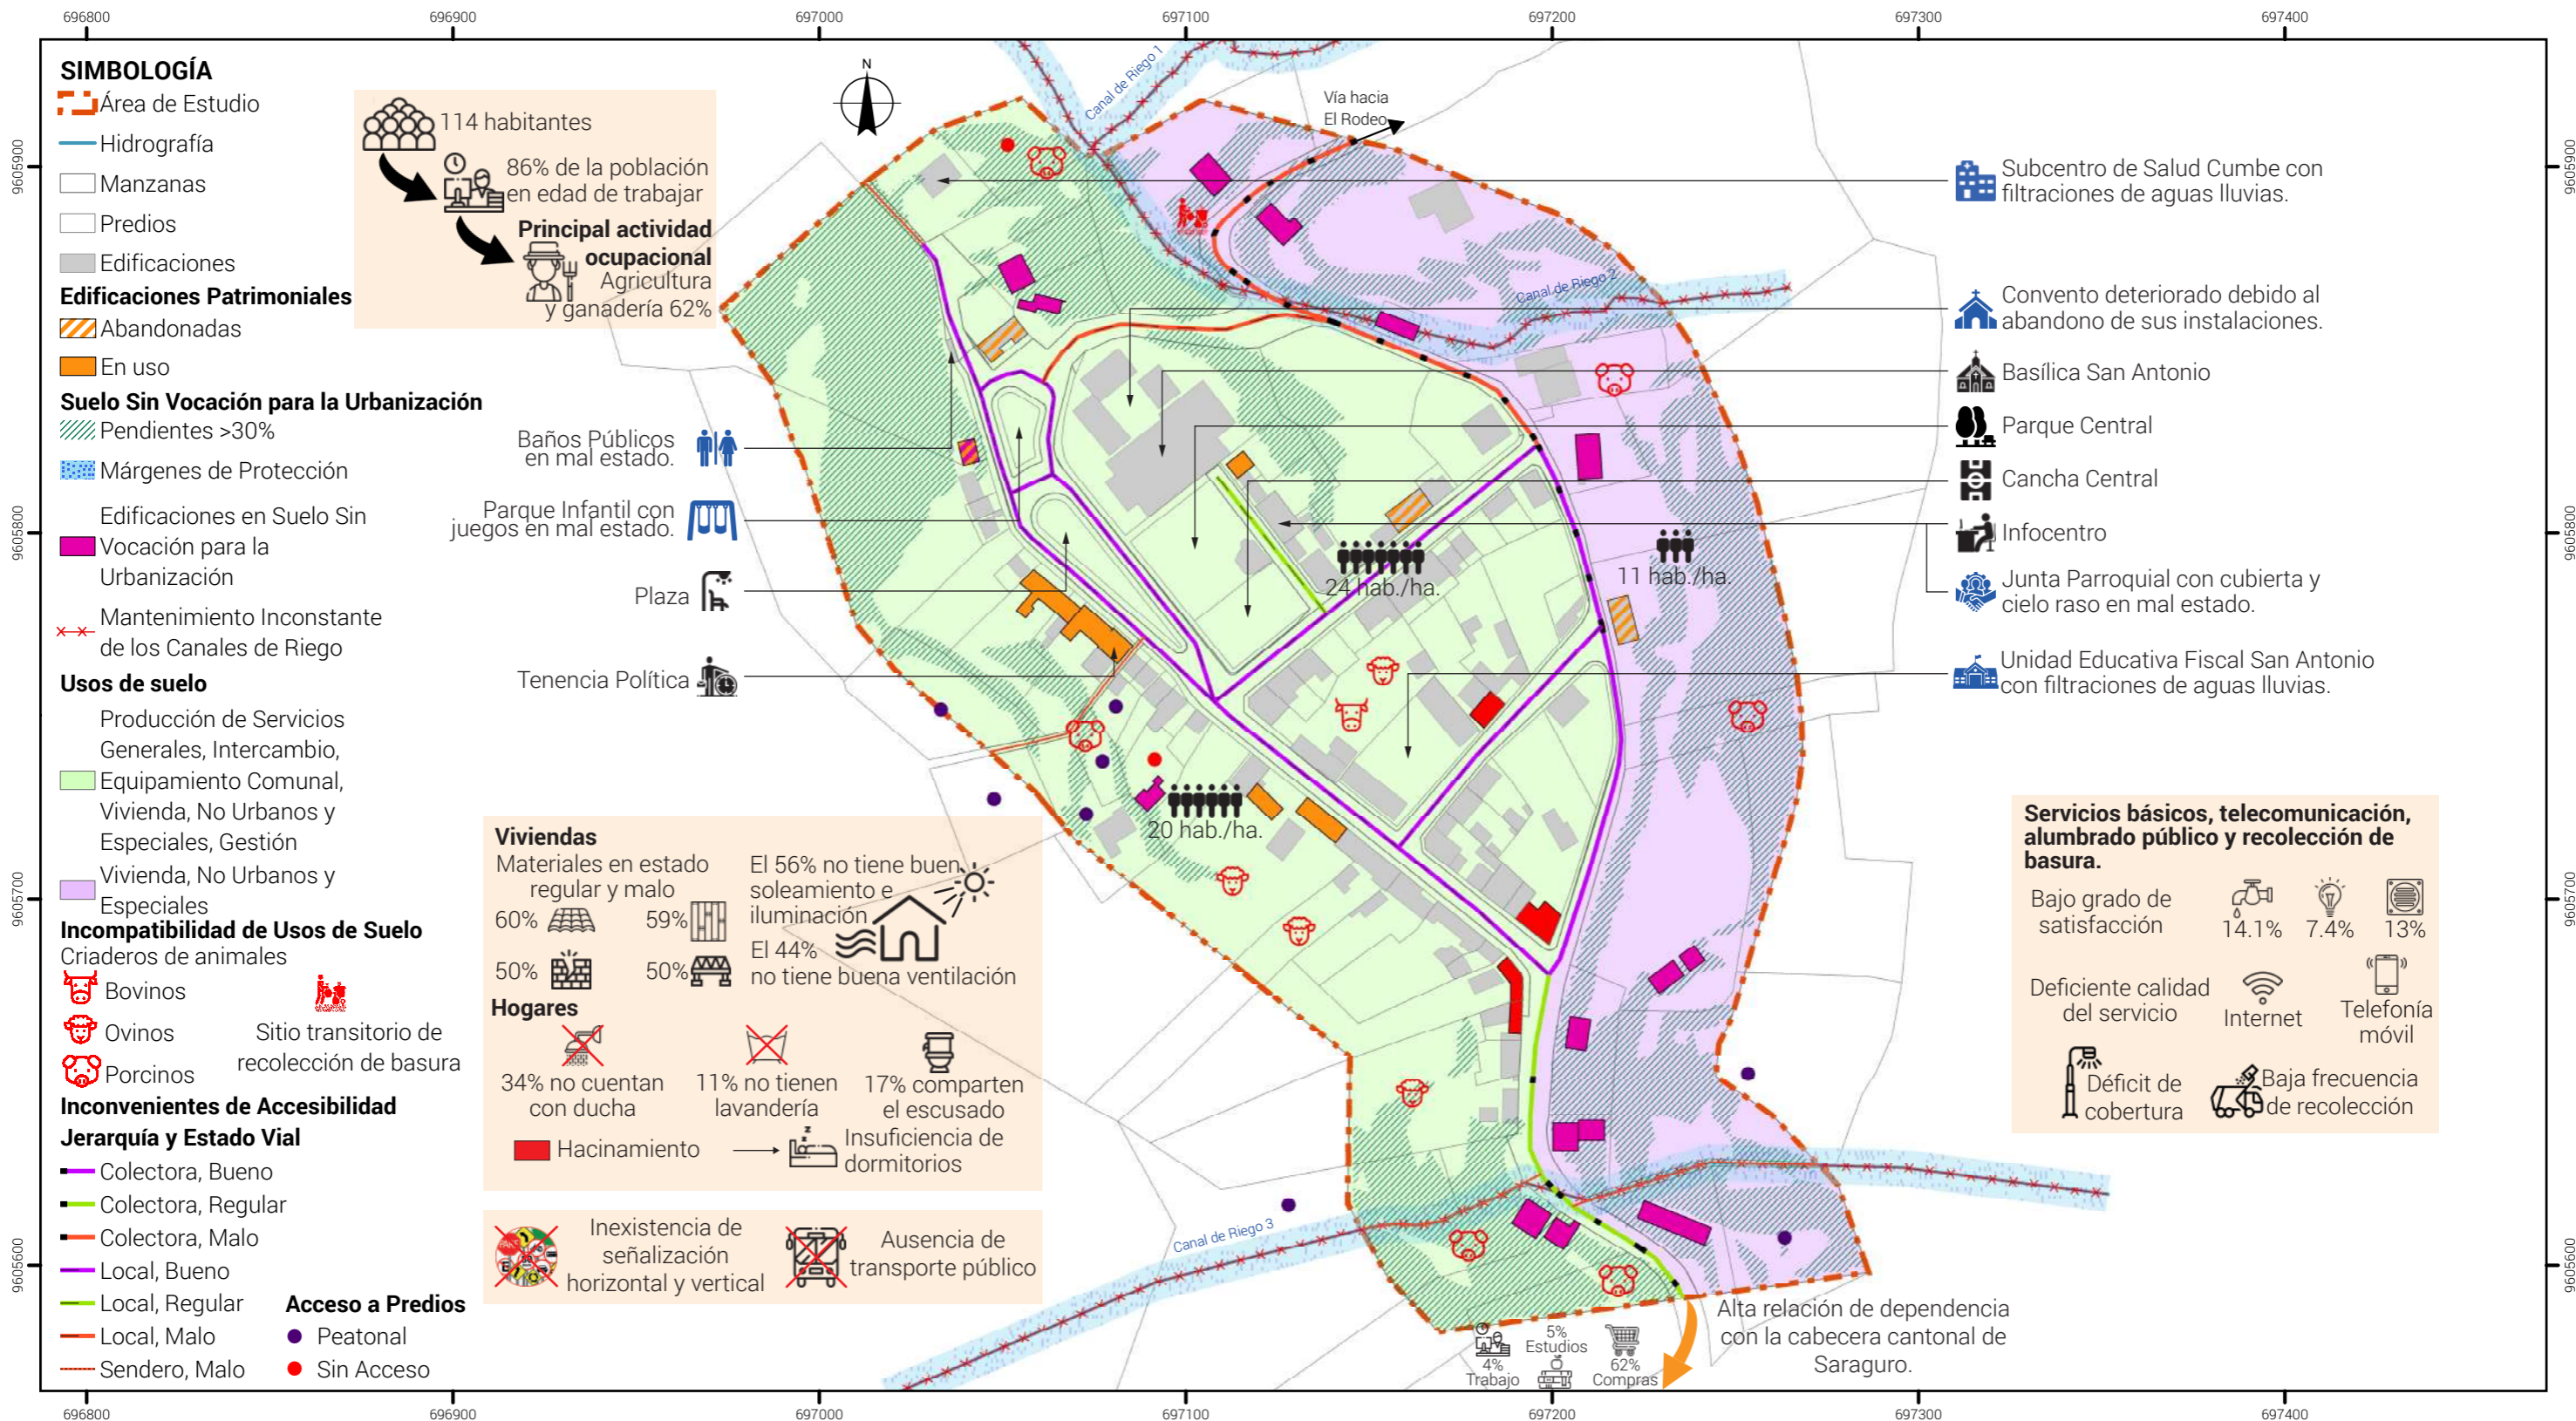 696800 696900 697000 697100 697200 697300 697400
9605900
9605800
9605700
9605600
SIMBOLOGÍA
Área de Estudio
Hidrografía
Manzanas
Predios
Edificaciones
Edificaciones Patrimoniales
Abandonadas
En uso
Suelo Sin Vocación para la Urbanización
Pendientes >30%
Márgenes de Protección
Edificaciones en Suelo Sin
Vocación para la
Urbanización
Mantenimiento Inconstante
de los Canales de Riego
Usos de suelo
Producción de Servicios
Generales, Intercambio,
Equipamiento Comunal,
Vivienda, No Urbanos y
Especiales, Gestión
Vivienda, No Urbanos y
Especiales
Incompatibilidad de Usos de Suelo
Criaderos de animales
Bovinos
Ovinos
Porcinos
Sitio transitorio de
recolección de basura
Inconvenientes de Accesibilidad
Jerarquía y Estado Vial
Colectora, Bueno
Colectora, Regular
Colectora, Malo
Local, Bueno
Local, Regular
Local, Malo
Sendero, Malo
Acceso a Predios
Peatonal
Sin Acceso
114 habitantes
86% de la población
en edad de trabajar
Principal actividad
ocupacional
Agricultura
y ganadería 62%
N
Canal de Riego 1
Vía hacia
El Rodeo
Canal de Riego 2
Baños Públicos
en mal estado.
Parque Infantil con
juegos en mal estado.
Plaza
Tenencia Política
24 hab./ha.
11 hab./ha.
20 hab./ha.
Subcentro de Salud Cumbe con
filtraciones de aguas lluvias.
Convento deteriorado debido al
abandono de sus instalaciones.
Basílica San Antonio
Parque Central
Cancha Central
Infocentro
Junta Parroquial con cubierta y
cielo raso en mal estado.
Unidad Educativa Fiscal San Antonio
con filtraciones de aguas lluvias.
Viviendas
Materiales en estado
regular y malo
60%
59%
50%
50%
El 56% no tiene buen
soleamiento e
iluminación
El 44%
no tiene buena ventilación
Hogares
34% no cuentan
con ducha
11% no tienen
lavandería
17% comparten
el escusado
Hacinamiento
Insuficiencia de
dormitorios
Inexistencia de
señalización
horizontal y vertical
Ausencia de
transporte público
Canal de Riego 3
Servicios básicos, telecomunicación,
alumbrado público y recolección de
basura.
Bajo grado de
satisfacción
14.1%
7.4%
13%
Deficiente calidad
del servicio
Internet
Telefonía
móvil
Déficit de
cobertura
Baja frecuencia
de recolección
4%
Trabajo
5%
Estudios
62%
Compras
Alta relación de dependencia
con la cabecera cantonal de
Saraguro.
9605900
9605800
9605700
9605600
696800 696900 697000 697100 697200 697300 697400